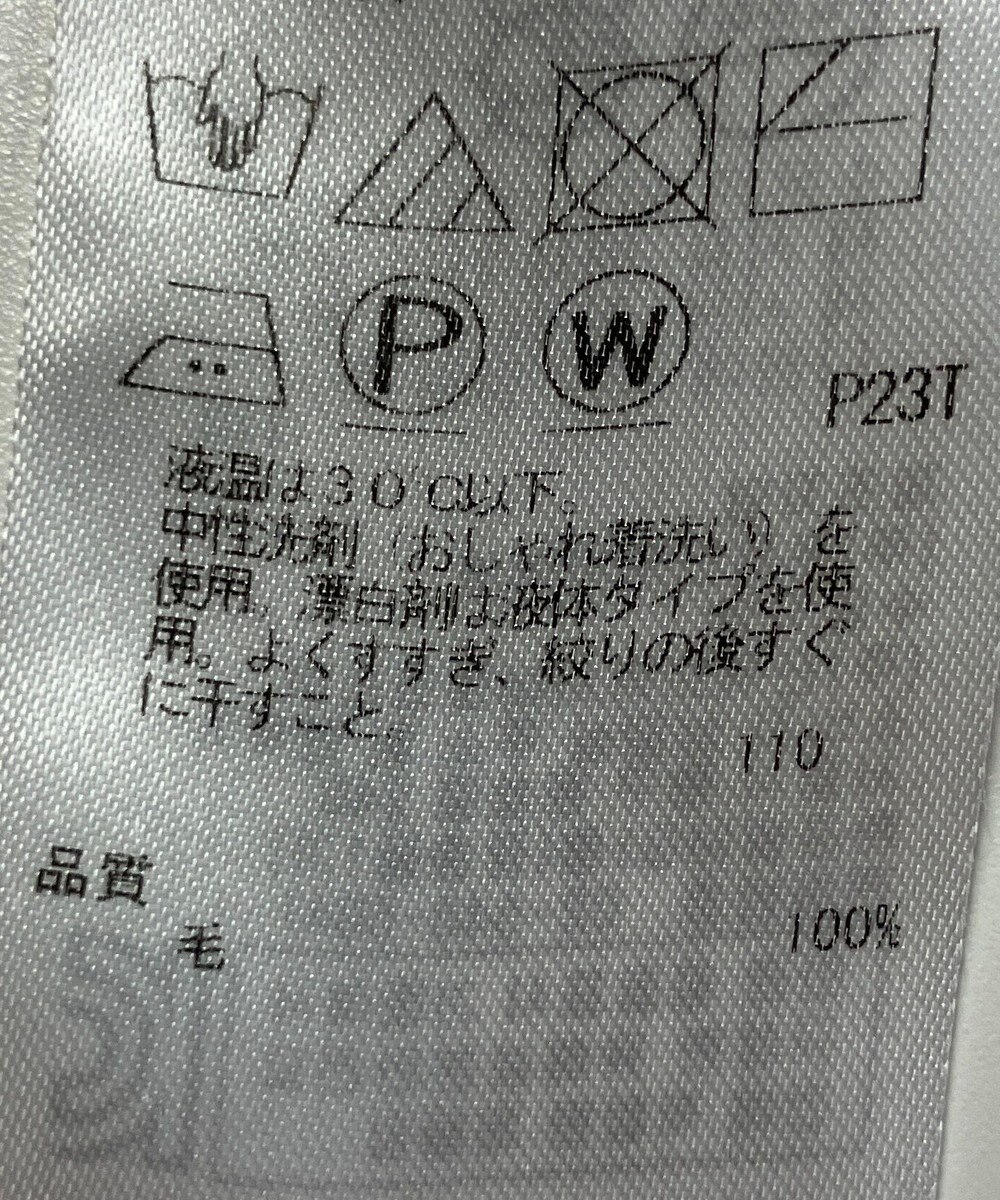 P
W
P23T
液温は30℃以下。
中性洗剤（おしゃれ着洗い）を
使用。漂白剤は液体タイプを使
用。よくすすぎ、絞りの後すぐ
に干すこと。
110
品質
毛 100%